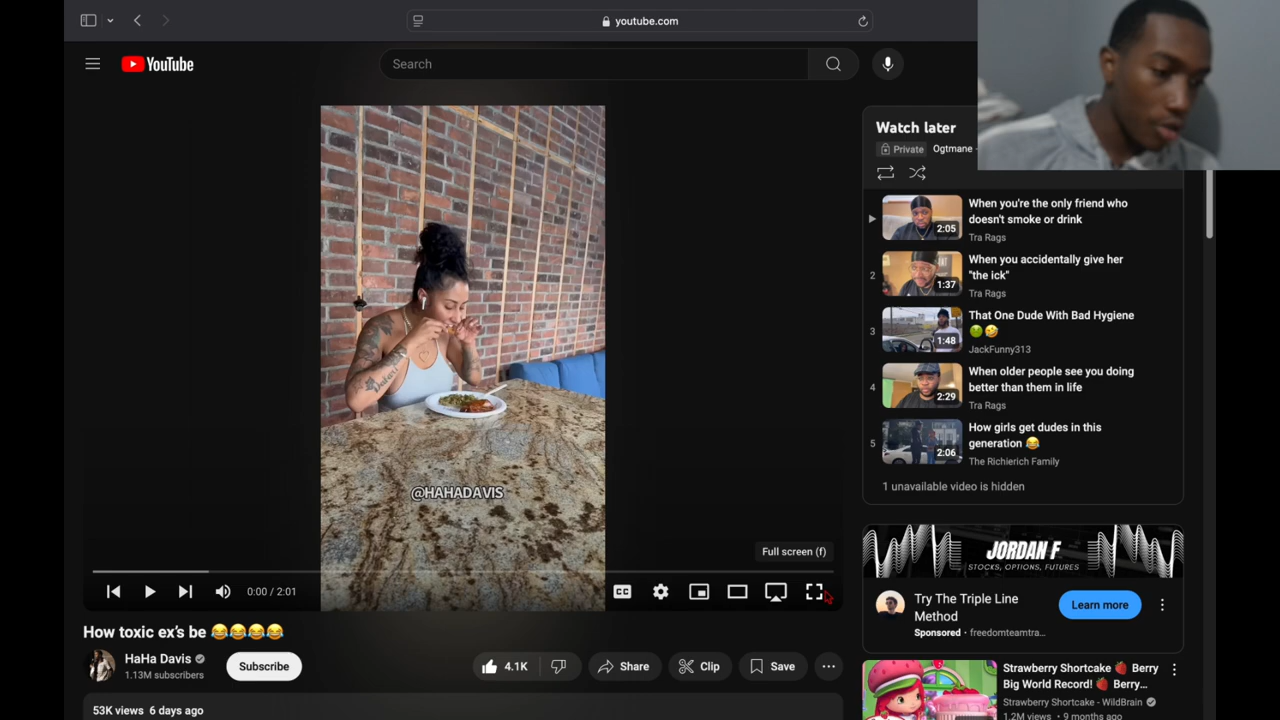 youtube.com
YouTube
Search
@HAHADAVIS
Full screen (f)
0:00 / 2:01
CC
How toxic ex's be 😂😂😂😂
HaHa Davis
1.13M subscribers
Subscribe
4.1K
Share
Clip
Save
53K views 6 days ago
Watch later
Private Ogtmane -
2:05
When you're the only friend who
doesn't smoke or drink
Tra Rags
2
1:37
When you accidentally give her
"the ick"
Tra Rags
3
1:48
That One Dude With Bad Hygiene
🤢🤣
JackFunny313
4
2:29
When older people see you doing
better than them in life
Tra Rags
5
2:06
How girls get dudes in this
generation 😂
The Richierich Family
1 unavailable video is hidden
JORDAN F
STOCKS, OPTIONS, FUTURES
Try The Triple Line
Method
Sponsored · freedomteamtra...
Learn more
Strawberry Shortcake 🍓 Berry
Big World Record! 🍓 Berry...
Strawberry Shortcake - WildBrain
1.2M views · 9 months ago